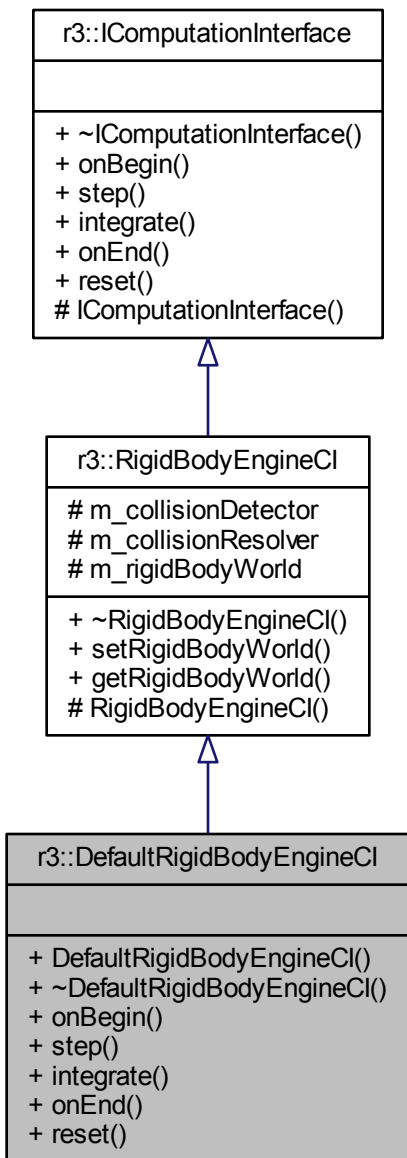 r3::IComputationInterface
+ ~IComputationInterface()
+ onBegin()
+ step()
+ integrate()
+ onEnd()
+ reset()
# IComputationInterface()
r3::RigidBodyEngineCI
# m_collisionDetector
# m_collisionResolver
# m_rigidBodyWorld
+ ~RigidBodyEngineCI()
+ setRigidBodyWorld()
+ getRigidBodyWorld()
# RigidBodyEngineCI()
r3::DefaultRigidBodyEngineCI
+ DefaultRigidBodyEngineCI()
+ ~DefaultRigidBodyEngineCI()
+ onBegin()
+ step()
+ integrate()
+ onEnd()
+ reset()